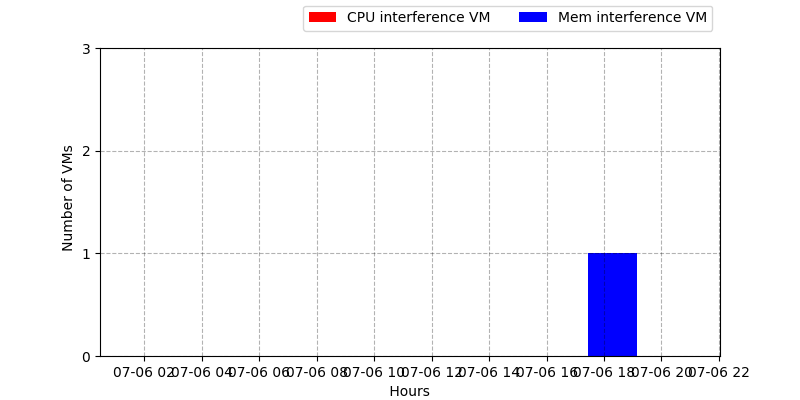 CPU interference VM Mem interference VM
3
2
1
0
Number of VMs
07-06 02 07-06 04 07-06 06 07-06 08 07-06 10 07-06 12 07-06 14 07-06 16 07-06 18 07-06 20 07-06 22
Hours